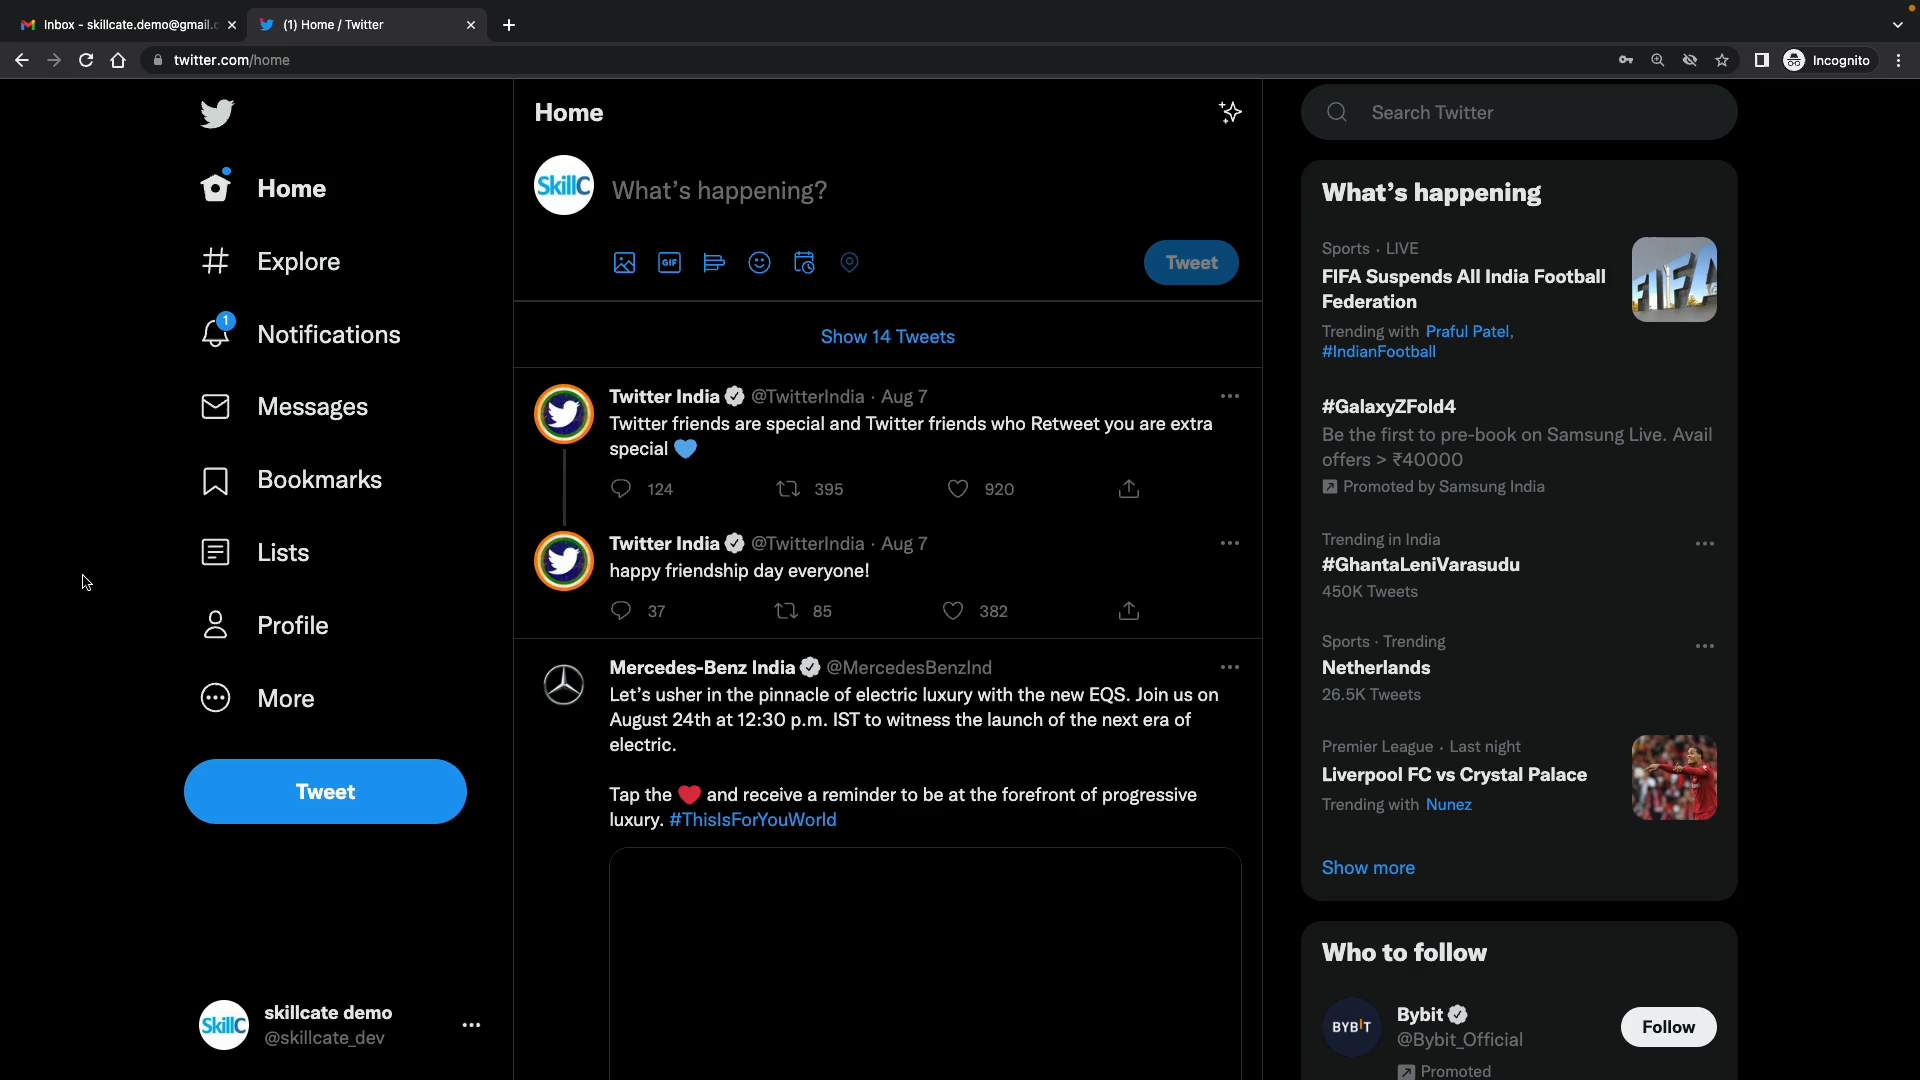 Inbox - skillcate.demo@gmail.c
(1) Home / Twitter
twitter.com/home
Incognito
Home
Explore
1
Notifications
Messages
Bookmarks
Lists
Profile
More
Tweet
SkillC
skillcate demo
@skillcate_dev
Home
SkillC
What's happening?
GIF
Tweet
Show 14 Tweets
Twitter India @TwitterIndia · Aug 7
Twitter friends are special and Twitter friends who Retweet you are extra
special 💙
124 395 920
Twitter India @TwitterIndia · Aug 7
happy friendship day everyone!
37 85 382
Mercedes-Benz India @MercedesBenzInd
Let's usher in the pinnacle of electric luxury with the new EQS. Join us on
August 24th at 12:30 p.m. IST to witness the launch of the next era of
electric.
Tap the ❤️ and receive a reminder to be at the forefront of progressive
luxury. #ThisIsForYouWorld
Search Twitter
What's happening
Sports · LIVE
FIFA Suspends All India Football
Federation
Trending with Praful Patel,
#IndianFootball
FIFA
#GalaxyZFold4
Be the first to pre-book on Samsung Live. Avail
offers > ₹40000
Promoted by Samsung India
Trending in India
#GhantaLeniVarasudu
450K Tweets
Sports · Trending
Netherlands
26.5K Tweets
Premier League · Last night
Liverpool FC vs Crystal Palace
Trending with Nunez
Show more
Who to follow
BYBIT
Bybit
@Bybit_Official
Follow
Promoted